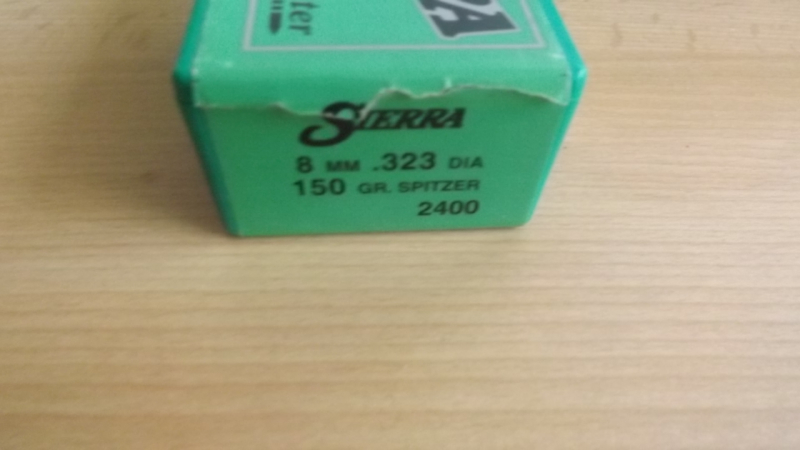 SIERRA
8 MM .323 DIA
150 GR. SPITZER
2400